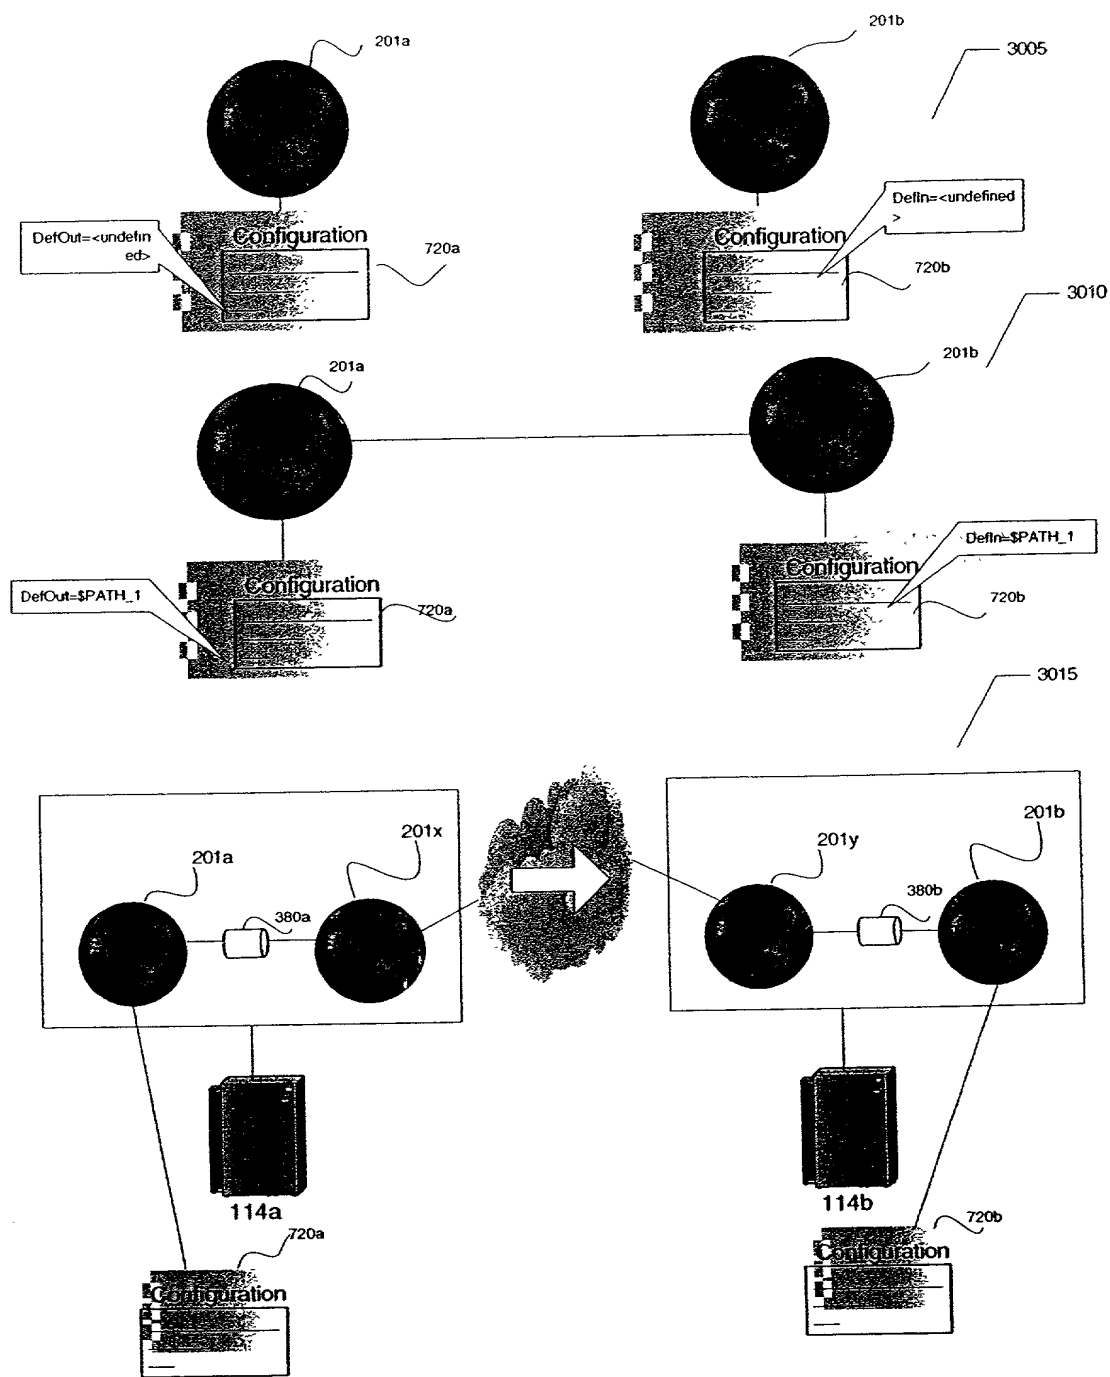 201a
201b
3005
DefOut=<undefin
ed>
Configuration
720a
DefIn=<undefined
>
Configuration
720b
3010
201a
201b
DefOut=$PATH_1
Configuration
720a
DefIn=$PATH_1
Configuration
720b
3015
201a
201x
380a
201y
201b
380b
114a
114b
720a
Configuration
720b
Configuration